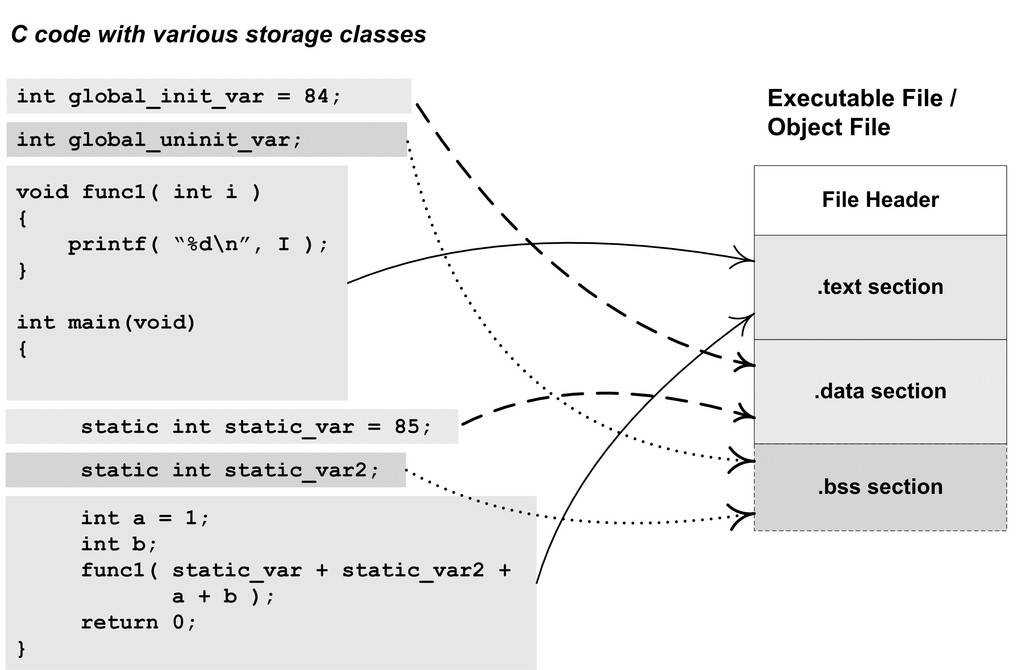 C code with various storage classes
int global_init_var = 84;
int global_uninit_var;
void func1( int i )
{
printf( “%d\n”, I );
}
int main(void)
{
static int static_var = 85;
static int static_var2;
int a = 1;
int b;
func1( static_var + static_var2 +
a + b );
return 0;
}
Executable File /
Object File
File Header
.text section
.data section
.bss section